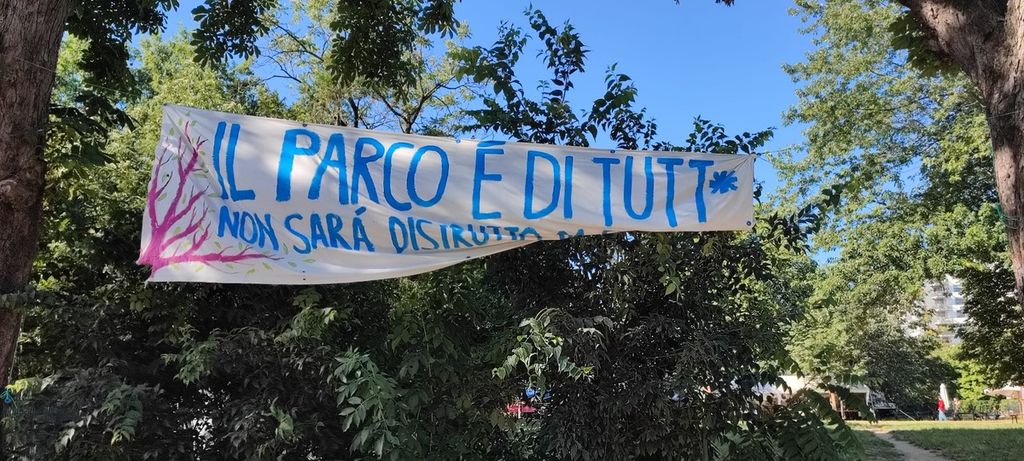 IL PARCO É DI TUTT*
NON SARÁ DISTRUTTO